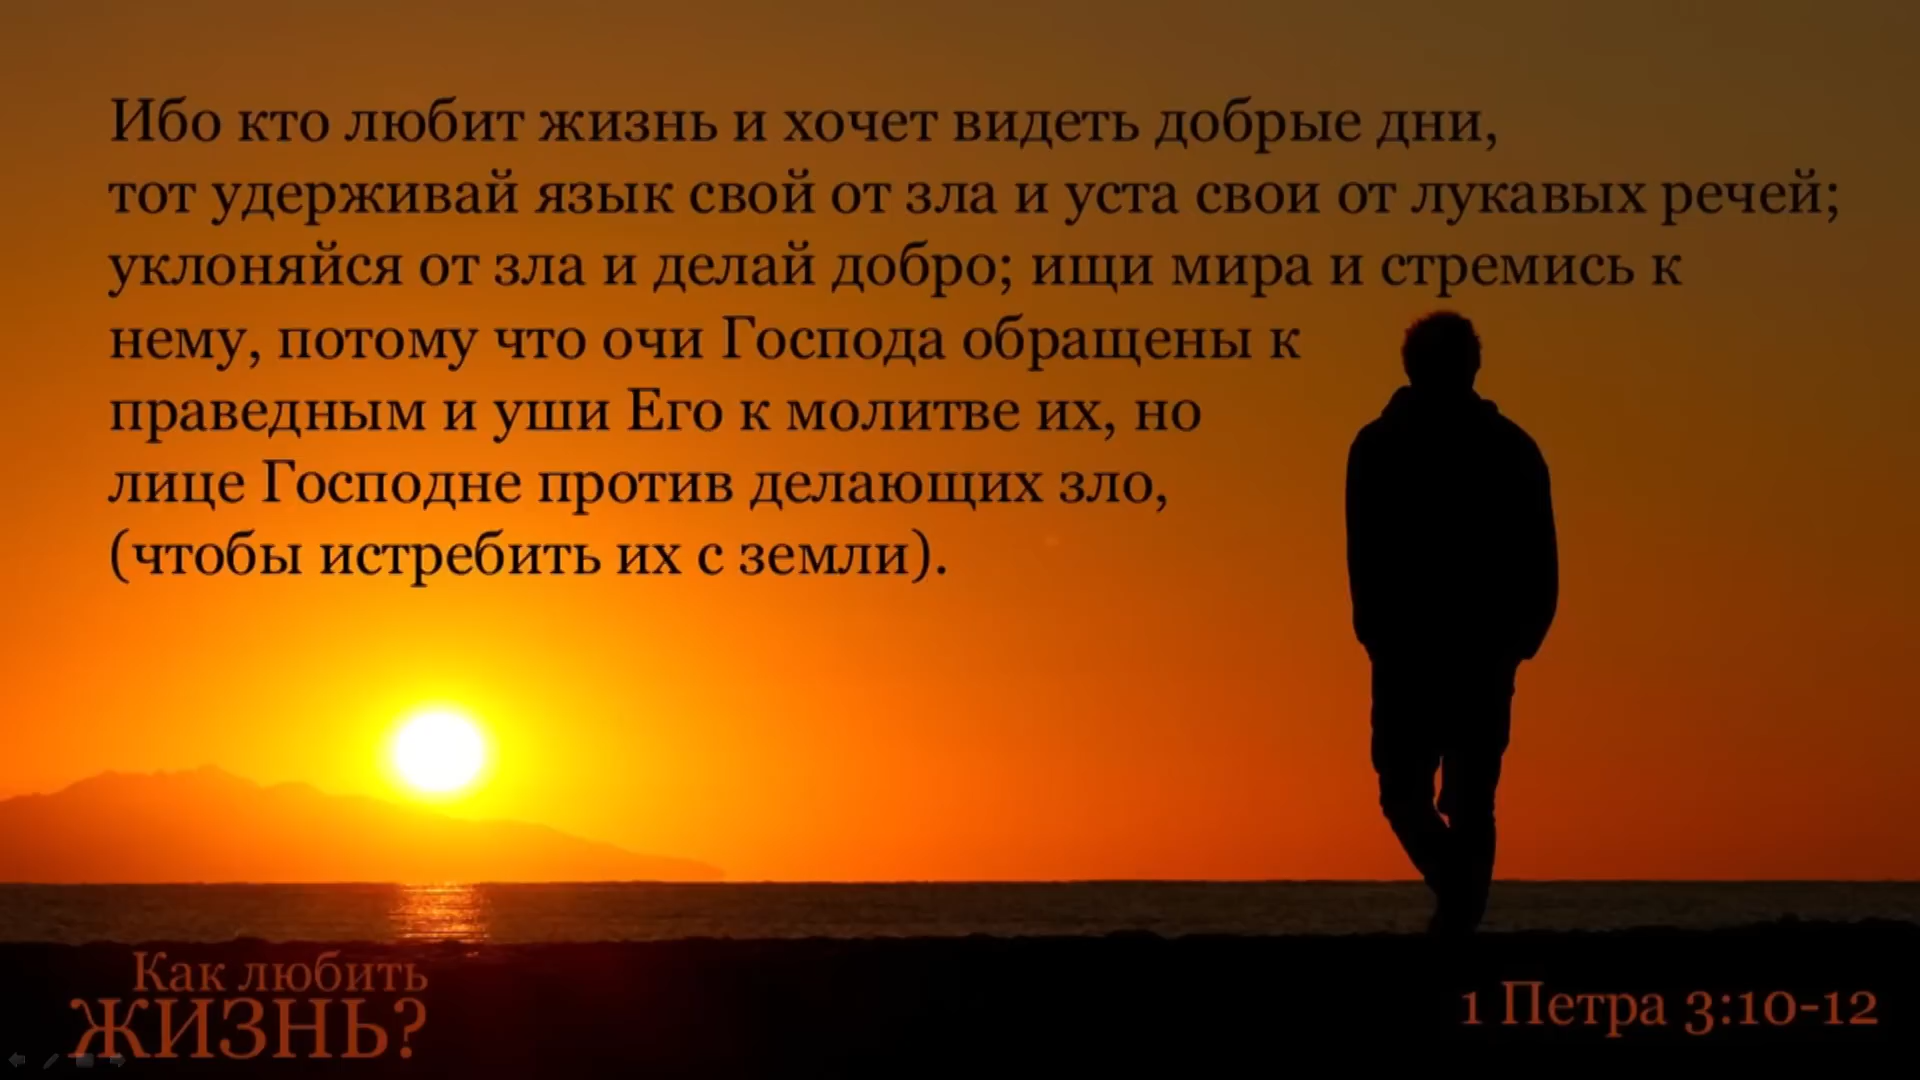 Ибо кто любит жизнь и хочет видеть добрые дни,
тот удерживай язык свой от зла и уста свои от лукавых речей;
уклоняйся от зла и делай добро; ищи мира и стремись к
нему, потому что очи Господа обращены к
праведным и уши Его к молитве их, но
лице Господне против делающих зло,
(чтобы истребить их с земли).
Как любить
ЖИЗНЬ?
1 Петра 3:10-12